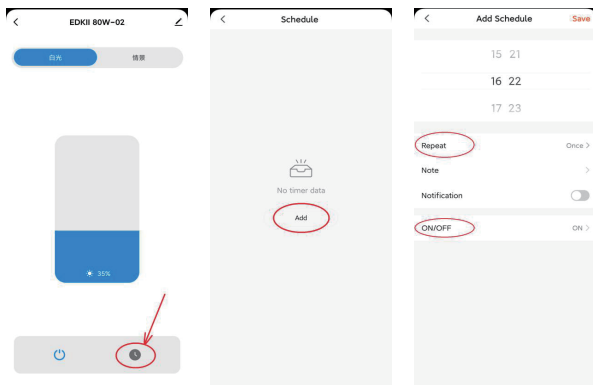 EDKII 80W-02
白光 情景
35%
Schedule
No timer data
Add
Add Schedule Save
15 21
16 22
17 23
Repeat Once >
Note >
Notification
ON/OFF ON >